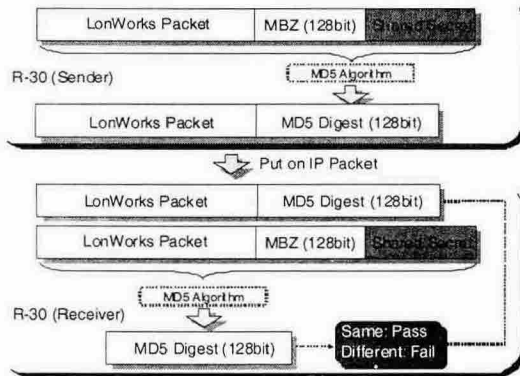 LonWorks Packet MBZ (128bit) Shared Secret
MD5 Algorithm
R-30 (Sender)
LonWorks Packet MD5 Digest (128bit)
Put on IP Packet
LonWorks Packet MD5 Digest (128bit)
LonWorks Packet MBZ (128bit) Shared Secret
MD5 Algorithm
R-30 (Receiver)
MD5 Digest (128bit)
Same: Pass
Different: Fail